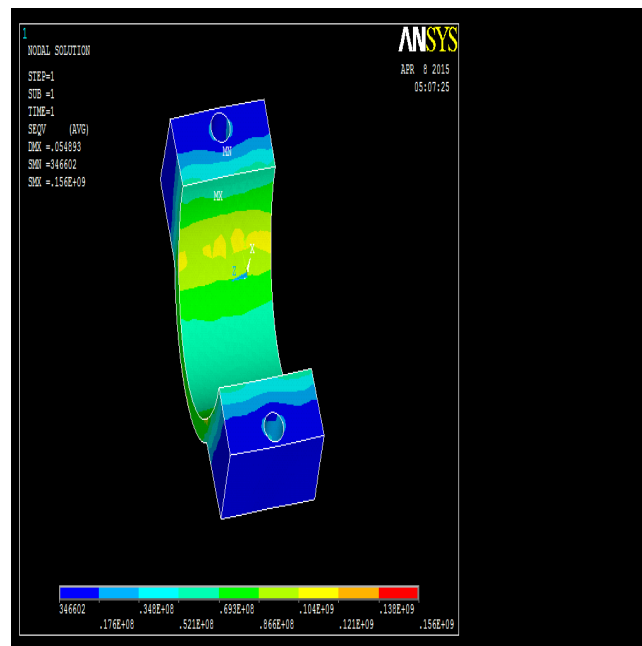 1
NODAL SOLUTION
STEP=1
SUB =1
TIME=1
SEQV     (AVG)
DMX =.054893
SMN =346602
SMX =.156E+09
ANSYS
APR  8 2015
05:07:25
MN
MX
X
Z
346602 .348E+08 .693E+08 .104E+09 .138E+09
.176E+08 .521E+08 .866E+08 .121E+09 .156E+09